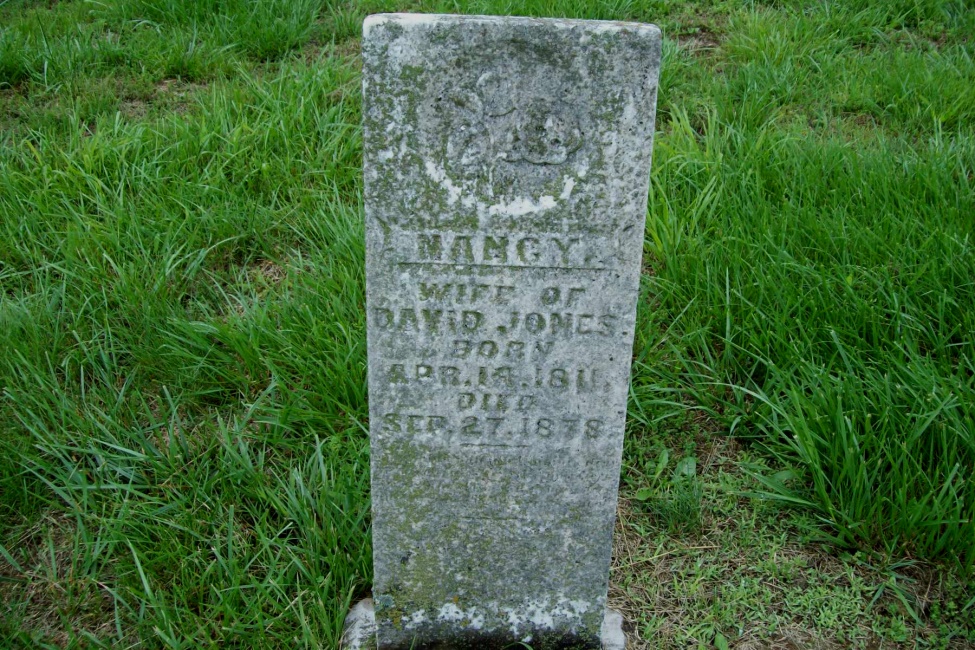 NANCY.
WIFE OF
DAVID JONES.
BORN
APR. 14. 1811.
DIED
SEP. 27. 1878